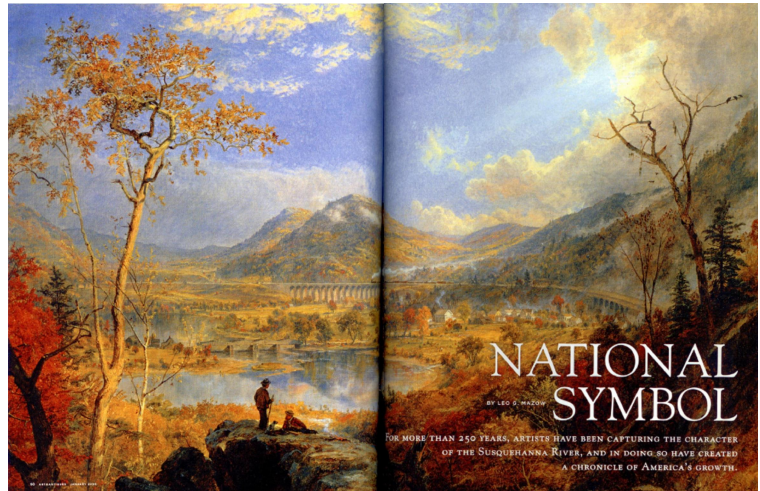 NATIONAL
BY LEO G. MAZOW SYMBOL
FOR MORE THAN 250 YEARS, ARTISTS HAVE BEEN CAPTURING THE CHARACTER
OF THE SUSQUEHANNA RIVER, AND IN DOING SO HAVE CREATED
A CHRONICLE OF AMERICA'S GROWTH.